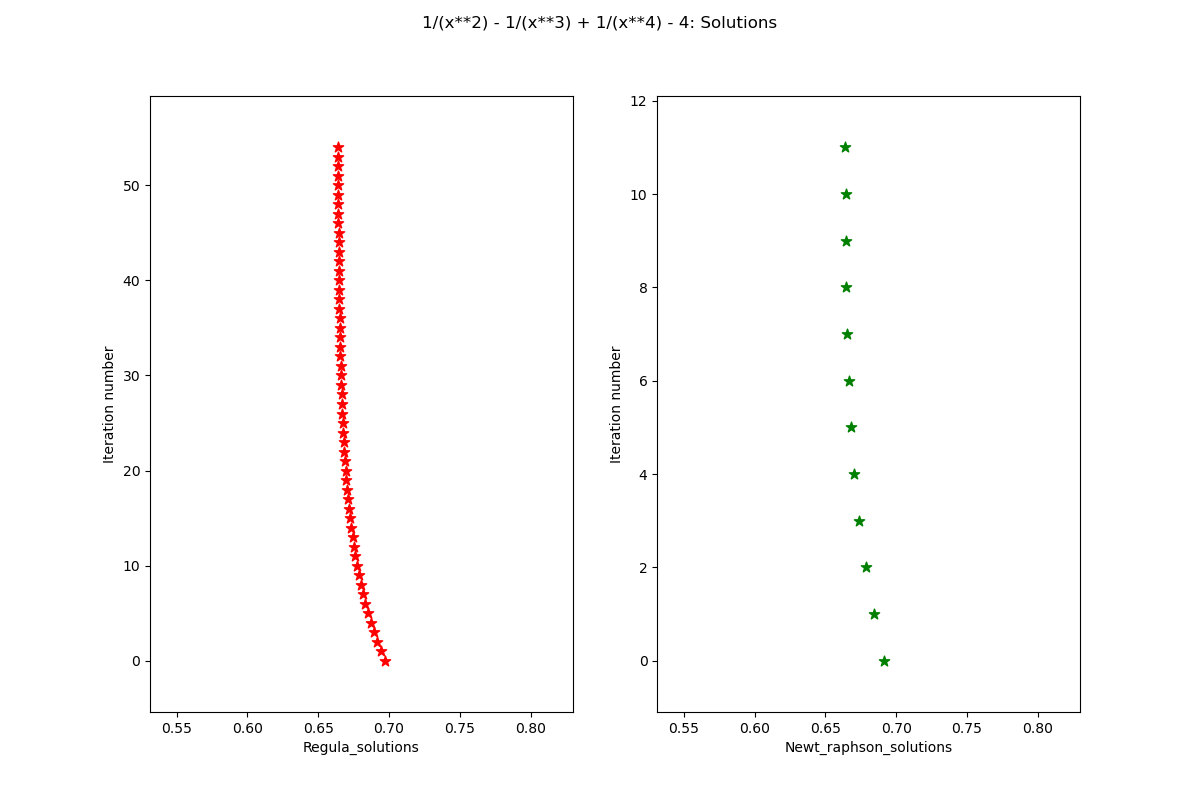 1/(x**2) - 1/(x**3) + 1/(x**4) - 4: Solutions
50
40
30
20
10
0
Iteration number
0.55 0.60 0.65 0.70 0.75 0.80
Regula_solutions
12
10
8
6
4
2
0
Iteration number
0.55 0.60 0.65 0.70 0.75 0.80
Newt_raphson_solutions